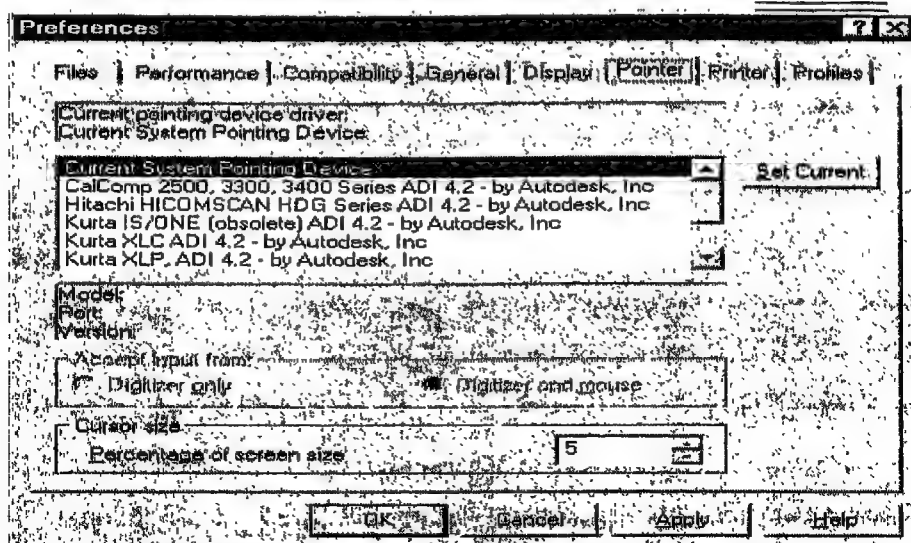 Preferences ? X
Files Performance Compatibility General Display Pointer Printer Profiles
Current pointing device driver:
Current System Pointing Device
Current System Pointing Device
Set Current
CalComp 2500, 3300, 3400 Series ADI 4.2 - by Autodesk, Inc
Hitachi HICOMSCAN HDG Series ADI 4.2 - by Autodesk, Inc
Kurta IS/ONE (obsolete) ADI 4.2 - by Autodesk, Inc
Kurta XLC ADI 4.2 - by Autodesk, Inc
Kurta XLP, ADI 4.2 - by Autodesk, Inc
Model:
Port:
Version:
Accept input from:
Digitizer only Digitizer and mouse
Cursor size
Percentage of screen size 5
OK Cancel Apply Help